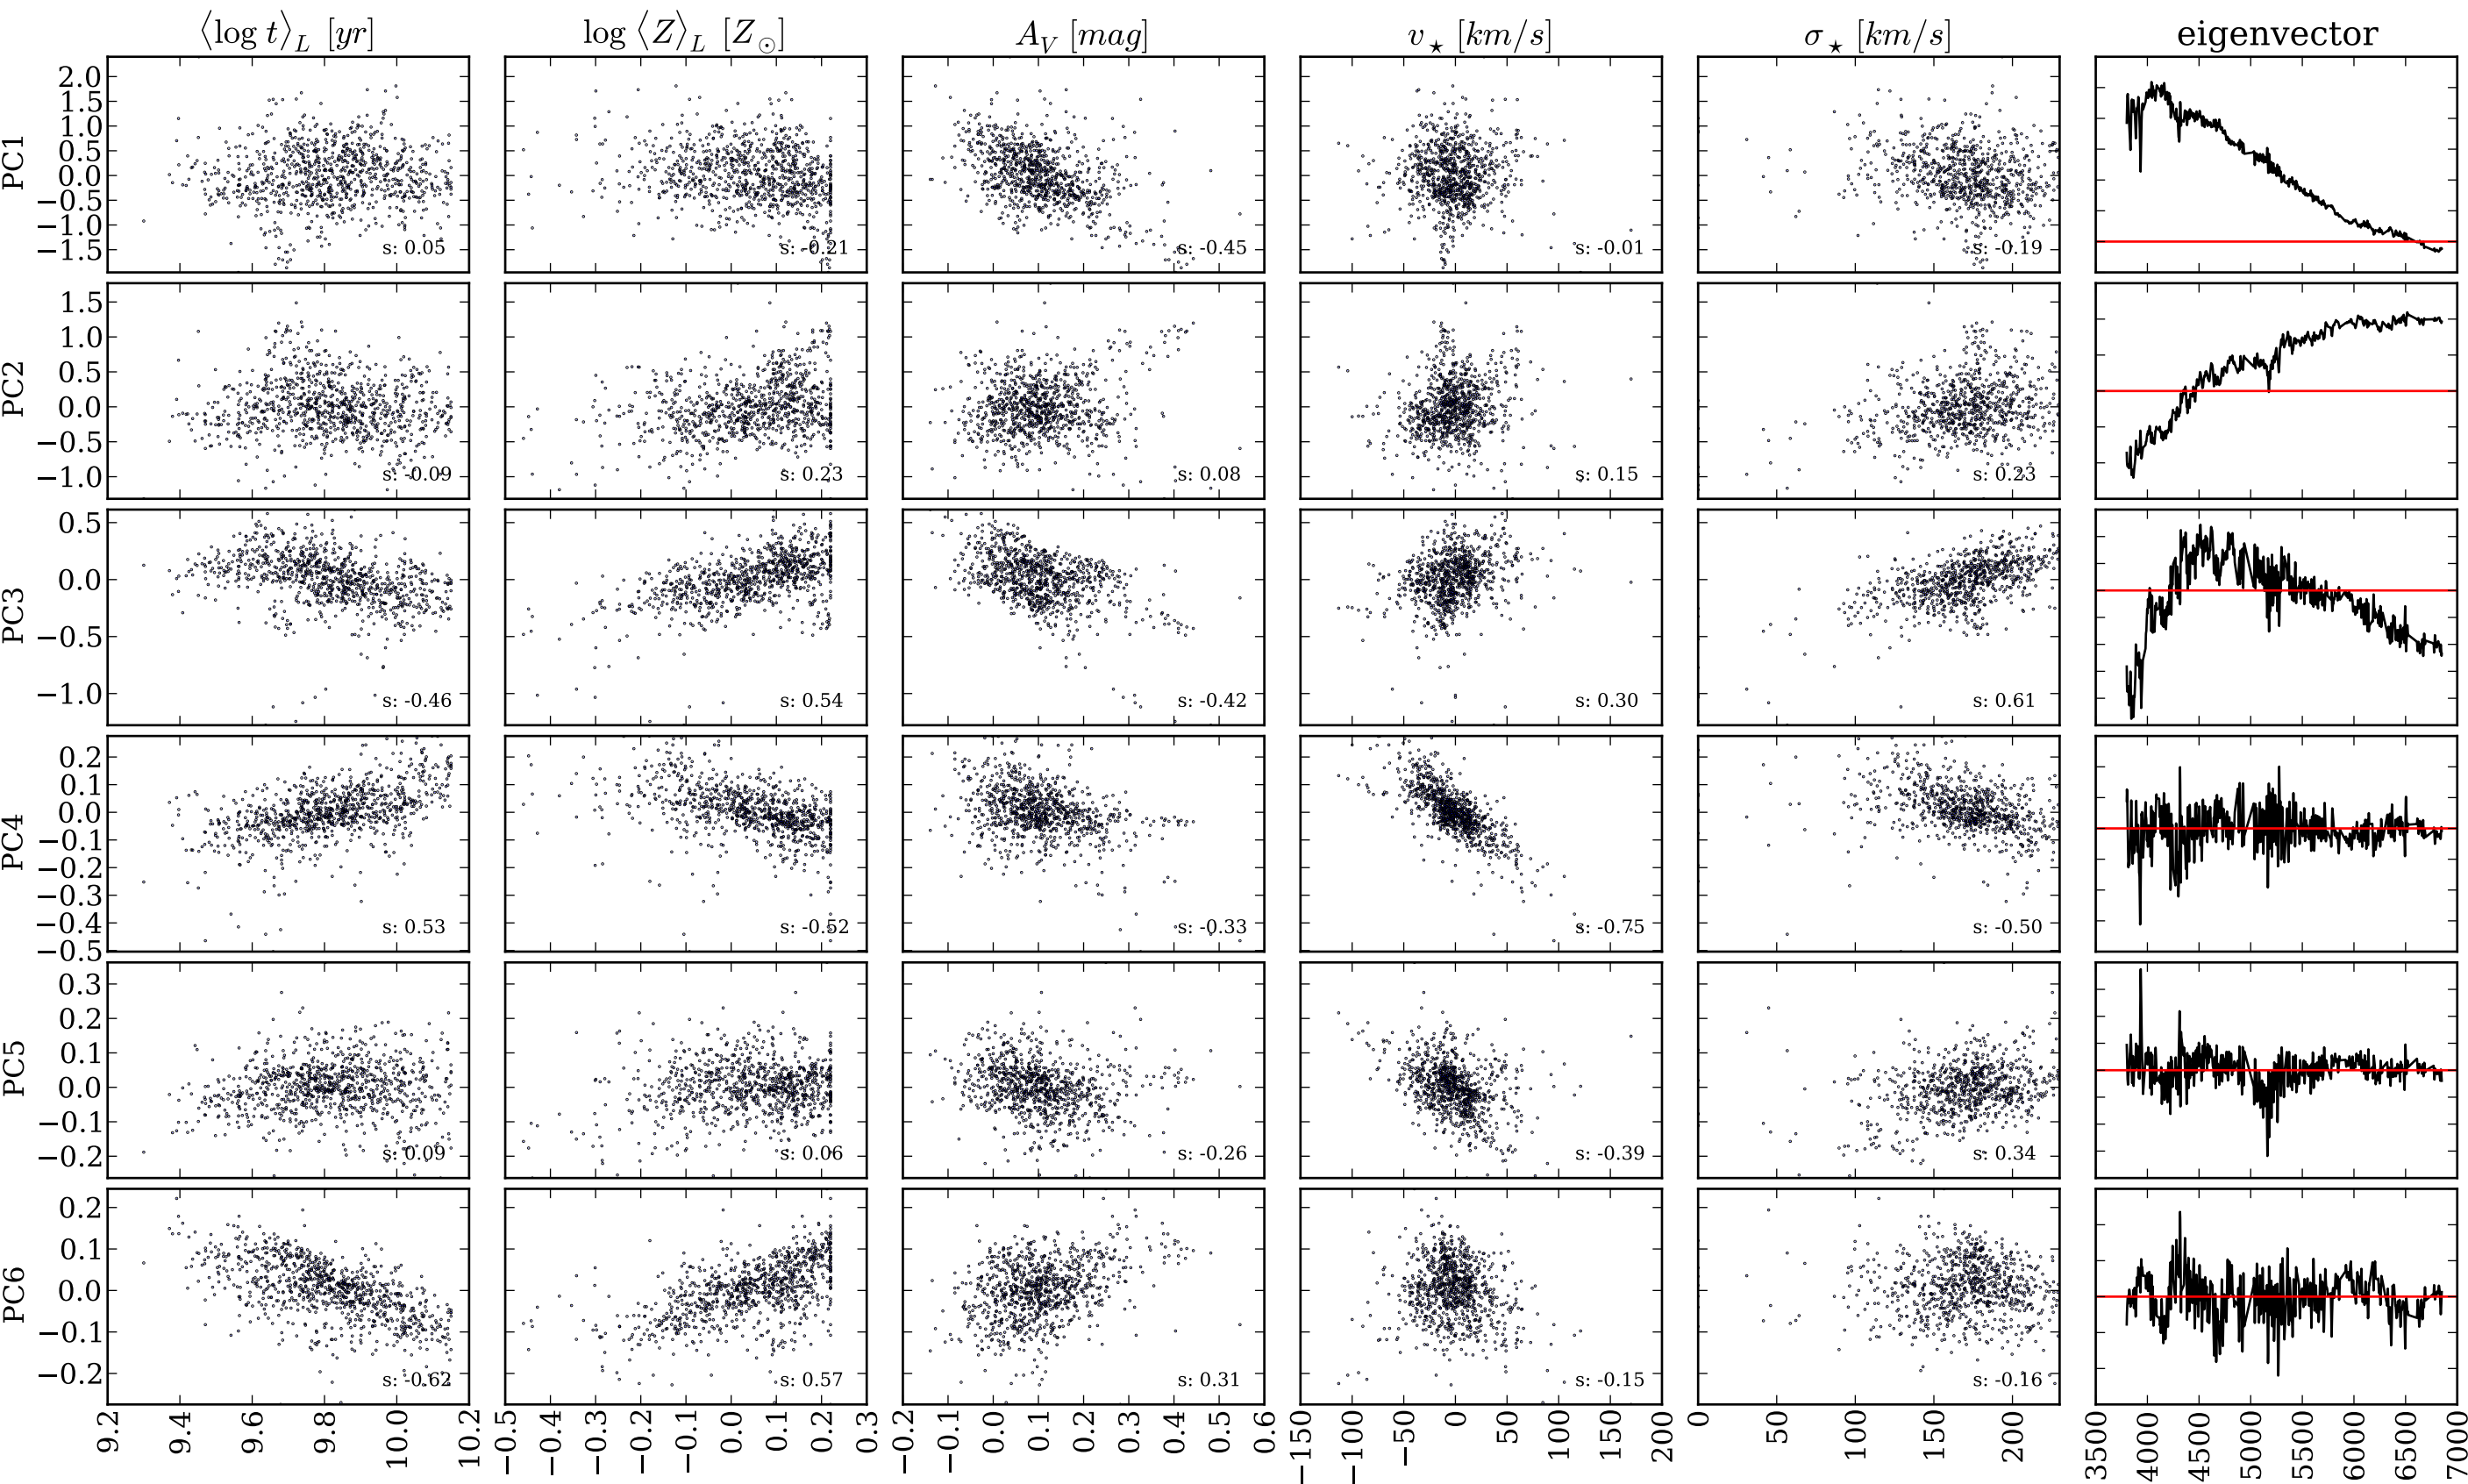 ⟨log t⟩_L [yr] log ⟨Z⟩_L [Z_⊙] A_V [mag] v_⋆ [km/s] σ_⋆ [km/s] eigenvector
PC1
2.0
1.5
1.0
0.5
0.0
−0.5
−1.0
−1.5
s: 0.05 s: -0.21 s: -0.45 s: -0.01 s: -0.19
PC2
1.5
1.0
0.5
0.0
−0.5
−1.0
s: -0.09 s: 0.23 s: 0.08 s: 0.15 s: 0.23
PC3
0.5
0.0
−0.5
−1.0
s: -0.46 s: 0.54 s: -0.42 s: 0.30 s: 0.61
PC4
0.2
0.1
0.0
−0.1
−0.2
−0.3
−0.4
−0.5
s: 0.53 s: -0.52 s: -0.33 s: -0.75 s: -0.50
PC5
0.3
0.2
0.1
0.0
−0.1
−0.2
s: 0.09 s: 0.06 s: -0.26 s: -0.39 s: 0.34
PC6
0.2
0.1
0.0
−0.1
−0.2
s: -0.62 s: 0.57 s: 0.31 s: -0.15 s: -0.16
9.2 9.4 9.6 9.8 10.0 10.2
−0.5 −0.4 −0.3 −0.2 −0.1 0.0 0.1 0.2 0.3
−0.2 −0.1 0.0 0.1 0.2 0.3 0.4 0.5 0.6
−150 −100 −50 0 50 100 150 200
0 50 100 150 200
3500 4000 4500 5000 5500 6000 6500 7000